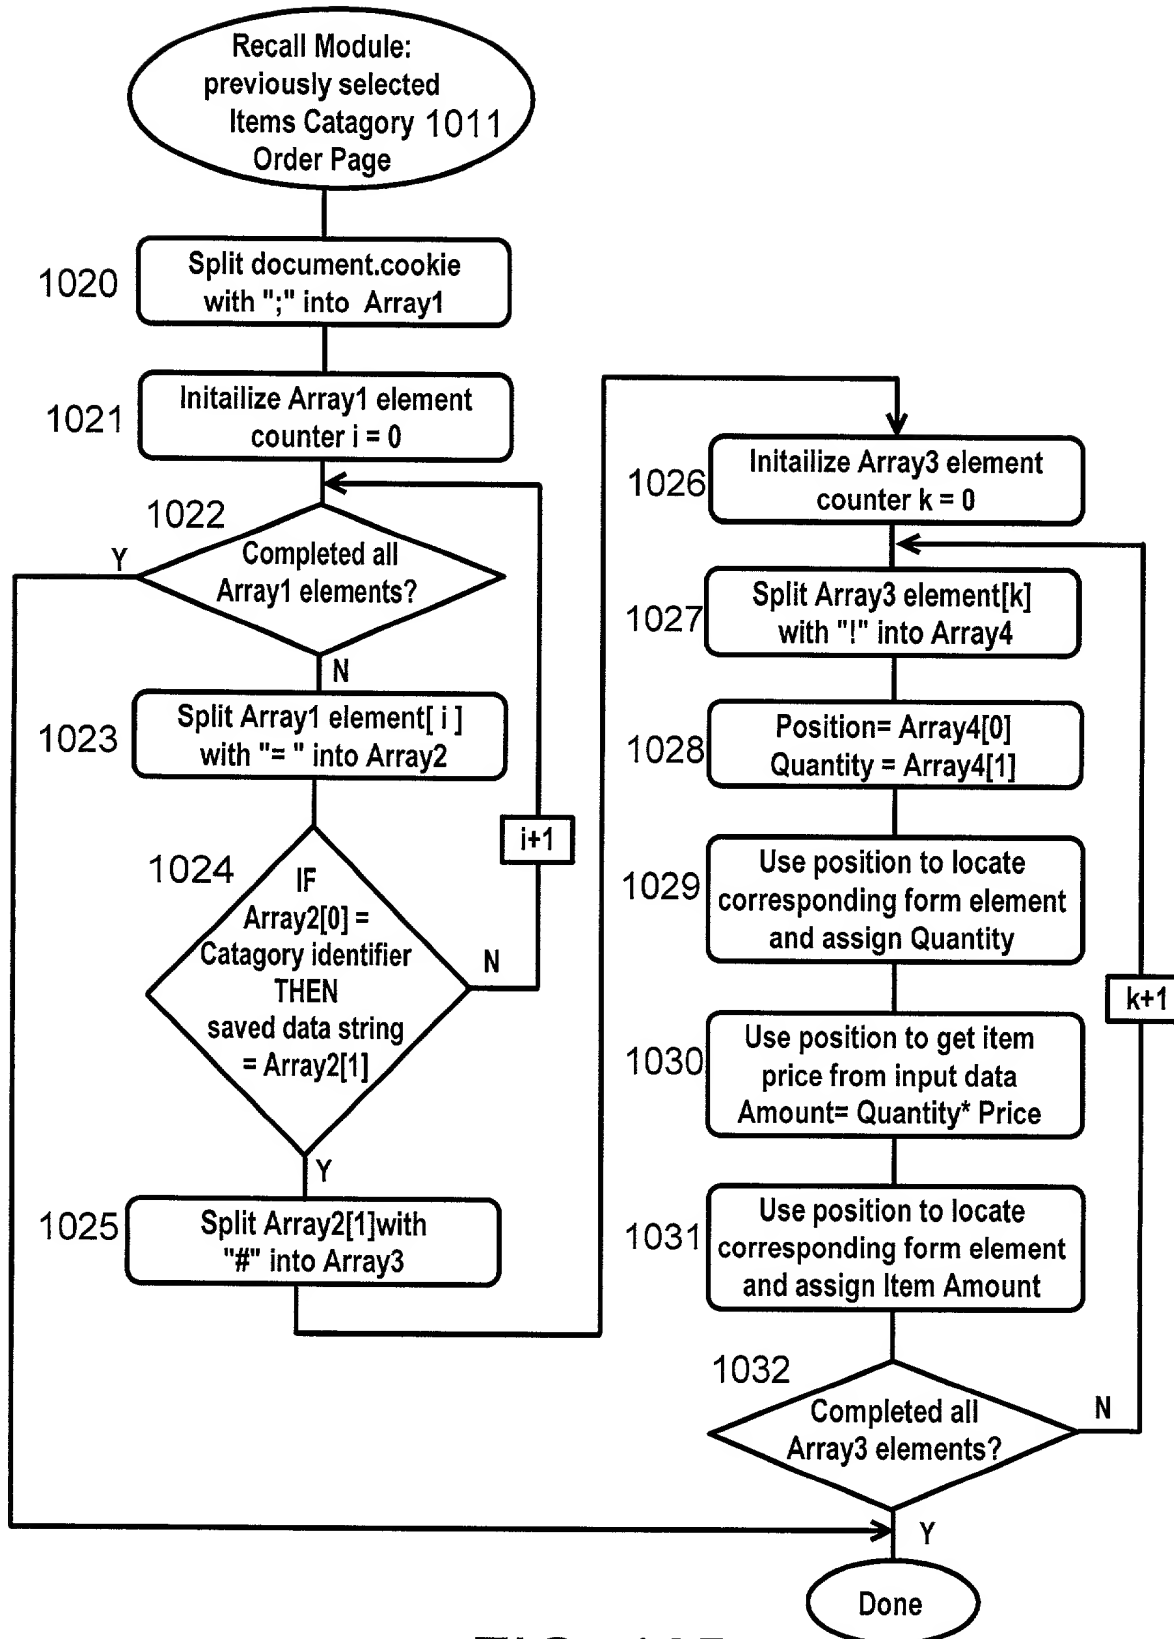 Recall Module:
previously selected
Items Catagory 1011
Order Page
1020
Split document.cookie
with ";" into Array1
1021
Initailize Array1 element
counter i = 0
1022
Completed all
Array1 elements?
Y
N
1023
Split Array1 element[ i ]
with "= " into Array2
i+1
1024
IF
Array2[0] =
Catagory identifier
THEN
saved data string
= Array2[1]
N
Y
1025
Split Array2[1]with
"#" into Array3
1026
Initailize Array3 element
counter k = 0
1027
Split Array3 element[k]
with "!" into Array4
1028
Position= Array4[0]
Quantity = Array4[1]
1029
Use position to locate
corresponding form element
and assign Quantity
k+1
1030
Use position to get item
price from input data
Amount= Quantity* Price
1031
Use position to locate
corresponding form element
and assign Item Amount
1032
Completed all
Array3 elements?
N
Y
Done